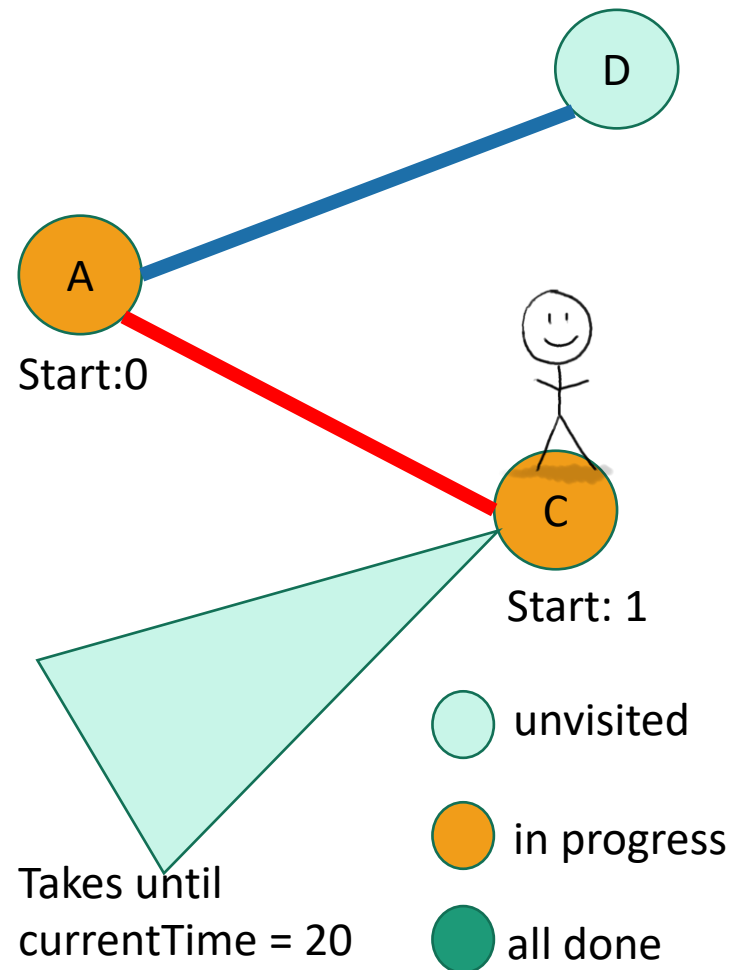 D
A
Start:0
C
Start: 1
unvisited
in progress
Takes until
currentTime = 20
all done